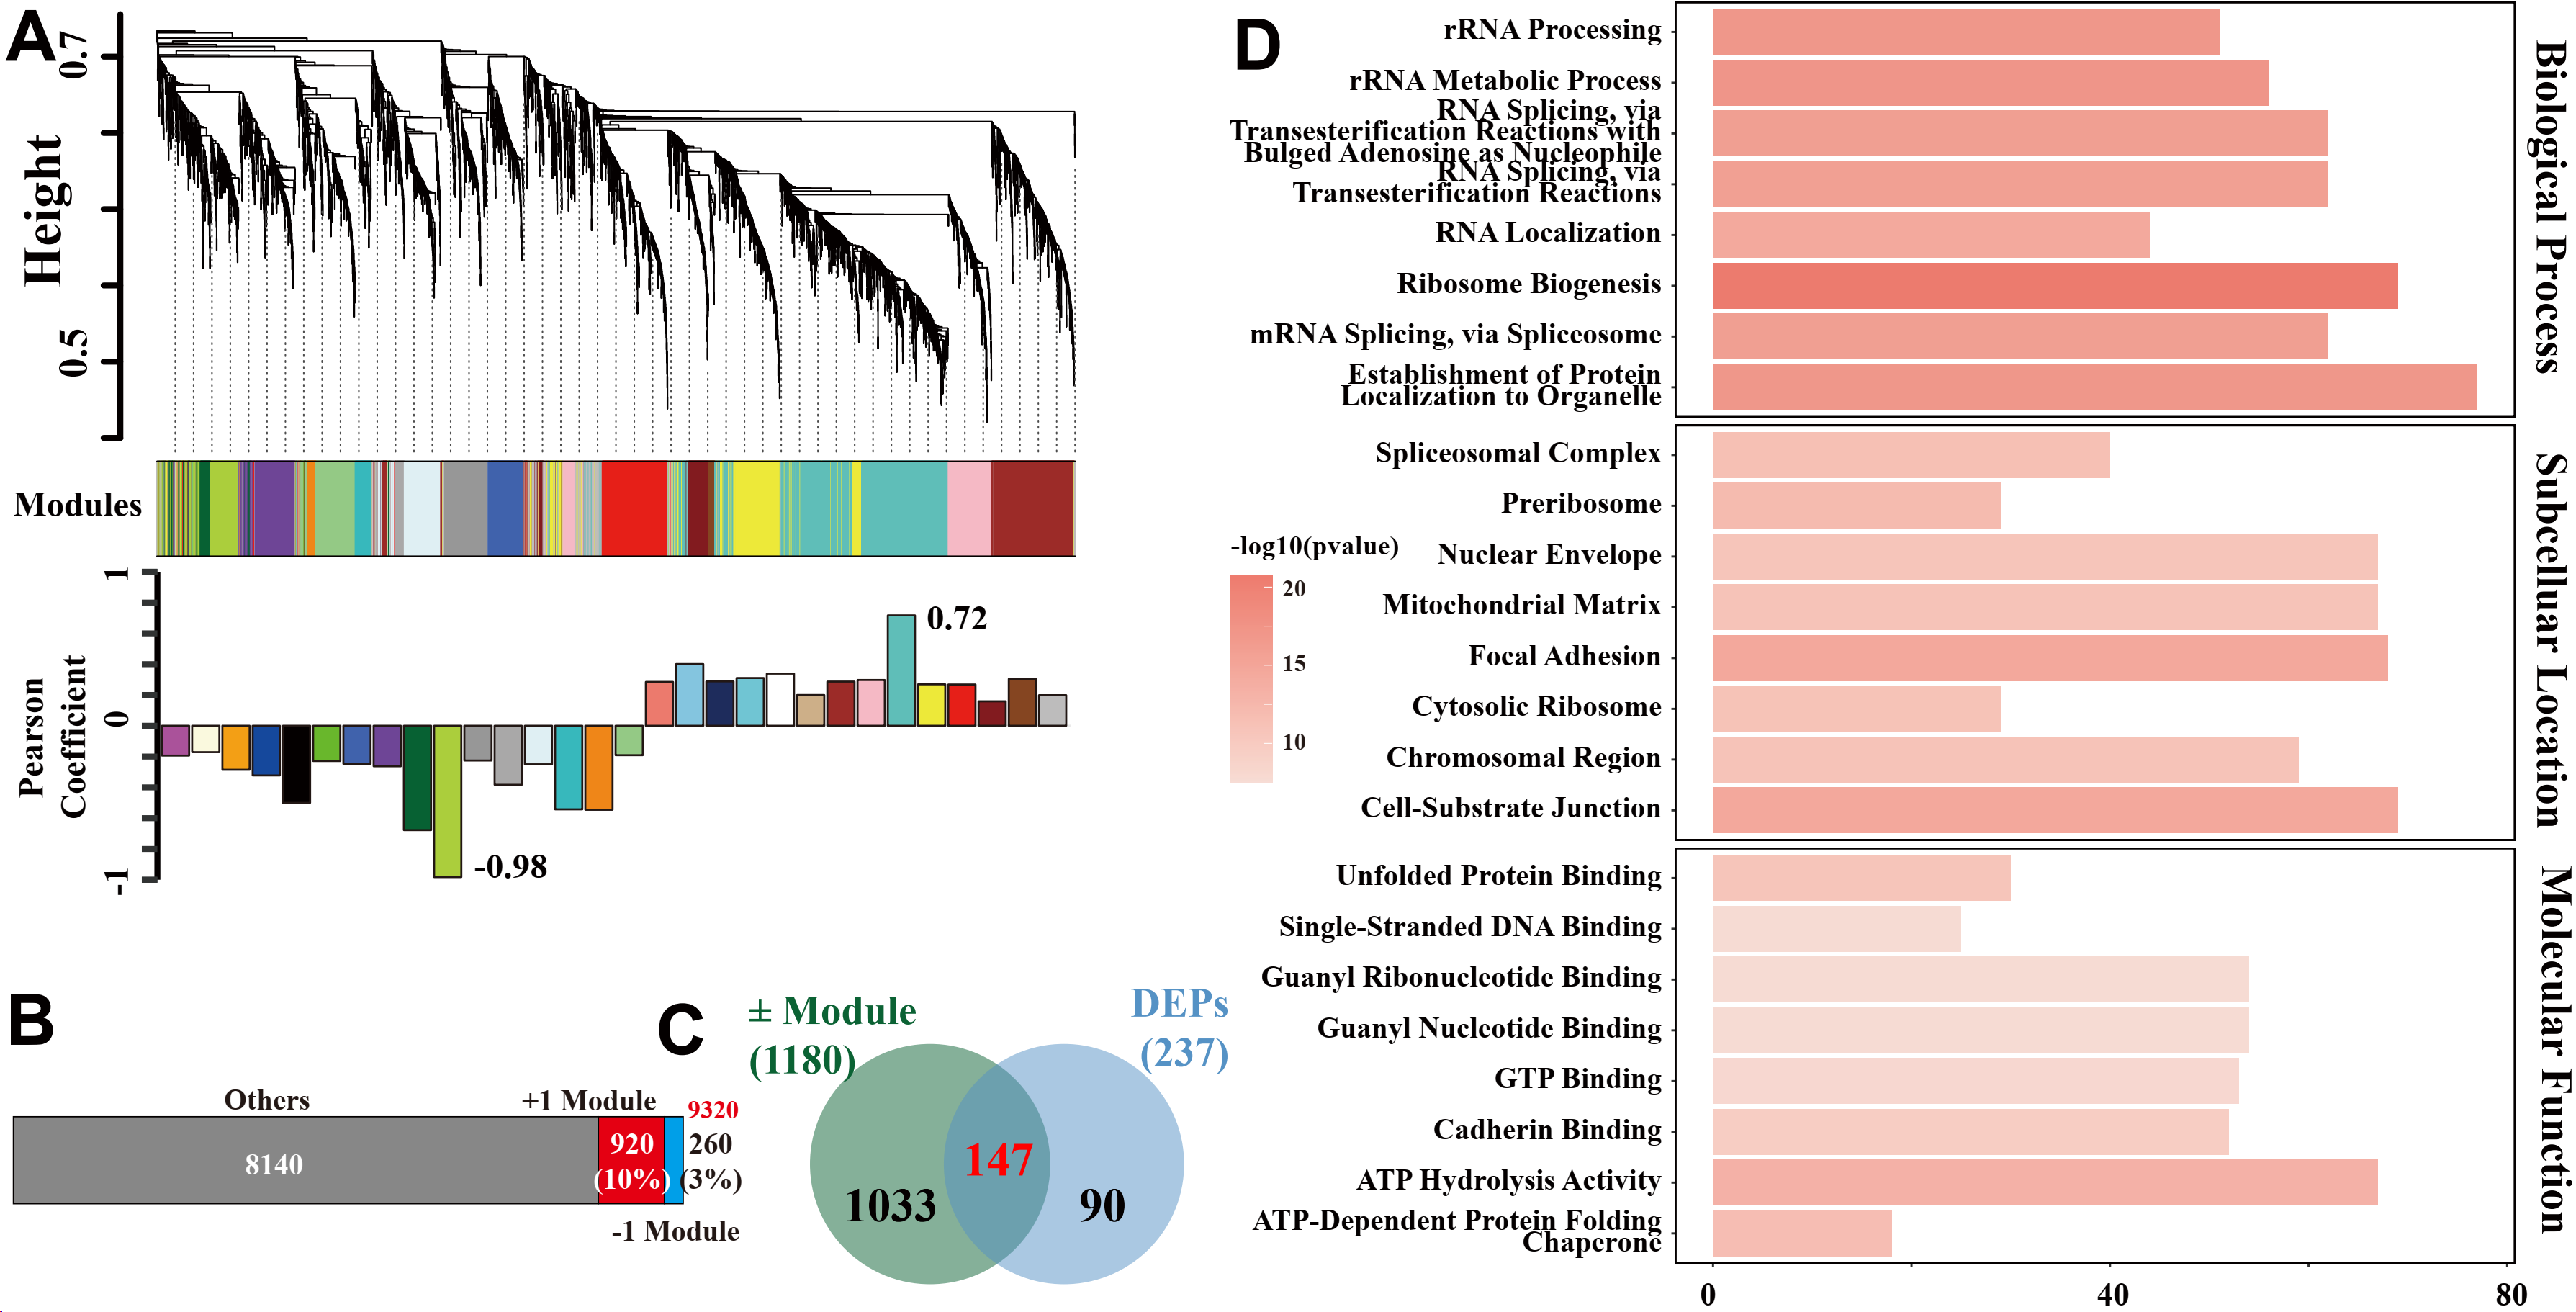 A
0.7
0.5
Height
Modules
1
0
-1
Pearson
Coefficient
0.72
-0.98
B
Others
+1 Module
9320
8140
920
(10%)
260
(3%)
-1 Module
C
± Module
(1180)
DEPs
(237)
147
1033
90
D
rRNA Processing
rRNA Metabolic Process
RNA Splicing, via
Transesterification Reactions with
Bulged Adenosine as Nucleophile
RNA Splicing, via
Transesterification Reactions
RNA Localization
Ribosome Biogenesis
mRNA Splicing, via Spliceosome
Establishment of Protein
Localization to Organelle
Biological Process
Spliceosomal Complex
Preribosome
Nuclear Envelope
Mitochondrial Matrix
Focal Adhesion
Cytosolic Ribosome
Chromosomal Region
Cell-Substrate Junction
Subcelluar Location
-log10(pvalue)
20
15
10
Unfolded Protein Binding
Single-Stranded DNA Binding
Guanyl Ribonucleotide Binding
Guanyl Nucleotide Binding
GTP Binding
Cadherin Binding
ATP Hydrolysis Activity
ATP-Dependent Protein Folding
Chaperone
Molecular Function
0
40
80